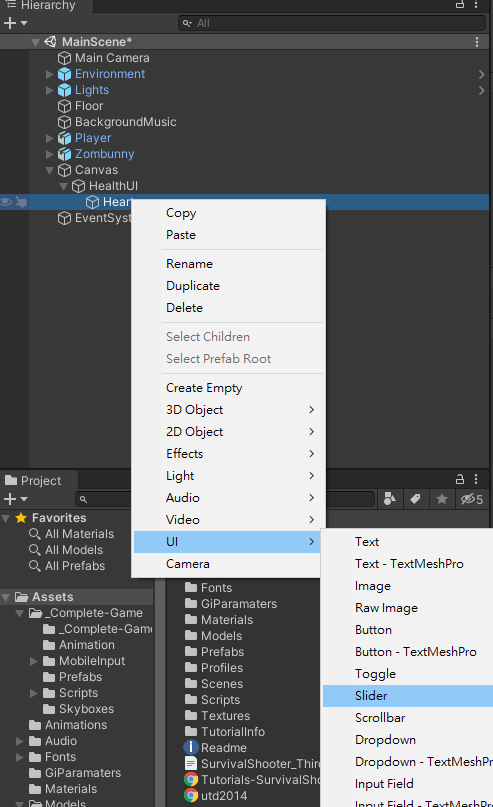 Hierarchy
All
MainScene*
Main Camera
Environment
Lights
Floor
BackgroundMusic
Player
Zombunny
Canvas
HealthUI
Heart
EventSyst
Copy
Paste
Rename
Duplicate
Delete
Select Children
Select Prefab Root
Create Empty
3D Object
2D Object
Effects
Light
Audio
Video
UI
Camera
Text
Text - TextMeshPro
Image
Raw Image
Button
Button - TextMeshPro
Toggle
Slider
Scrollbar
Dropdown
Dropdown - TextMeshPro
Input Field
Input Field - TextMeshPro
Project
5
Favorites
All Materials
All Models
All Prefabs
Assets
_Complete-Game
_Complete-Game
Animation
MobileInput
Prefabs
Scripts
Skyboxes
Animations
Audio
Fonts
GiParamaters
Materials
Models
Fonts
GiParamaters
Materials
Models
Prefabs
Profiles
Scenes
Scripts
Textures
TutorialInfo
Readme
SurvivalShooter_Third
Tutorials-SurvivalSho
utd2014